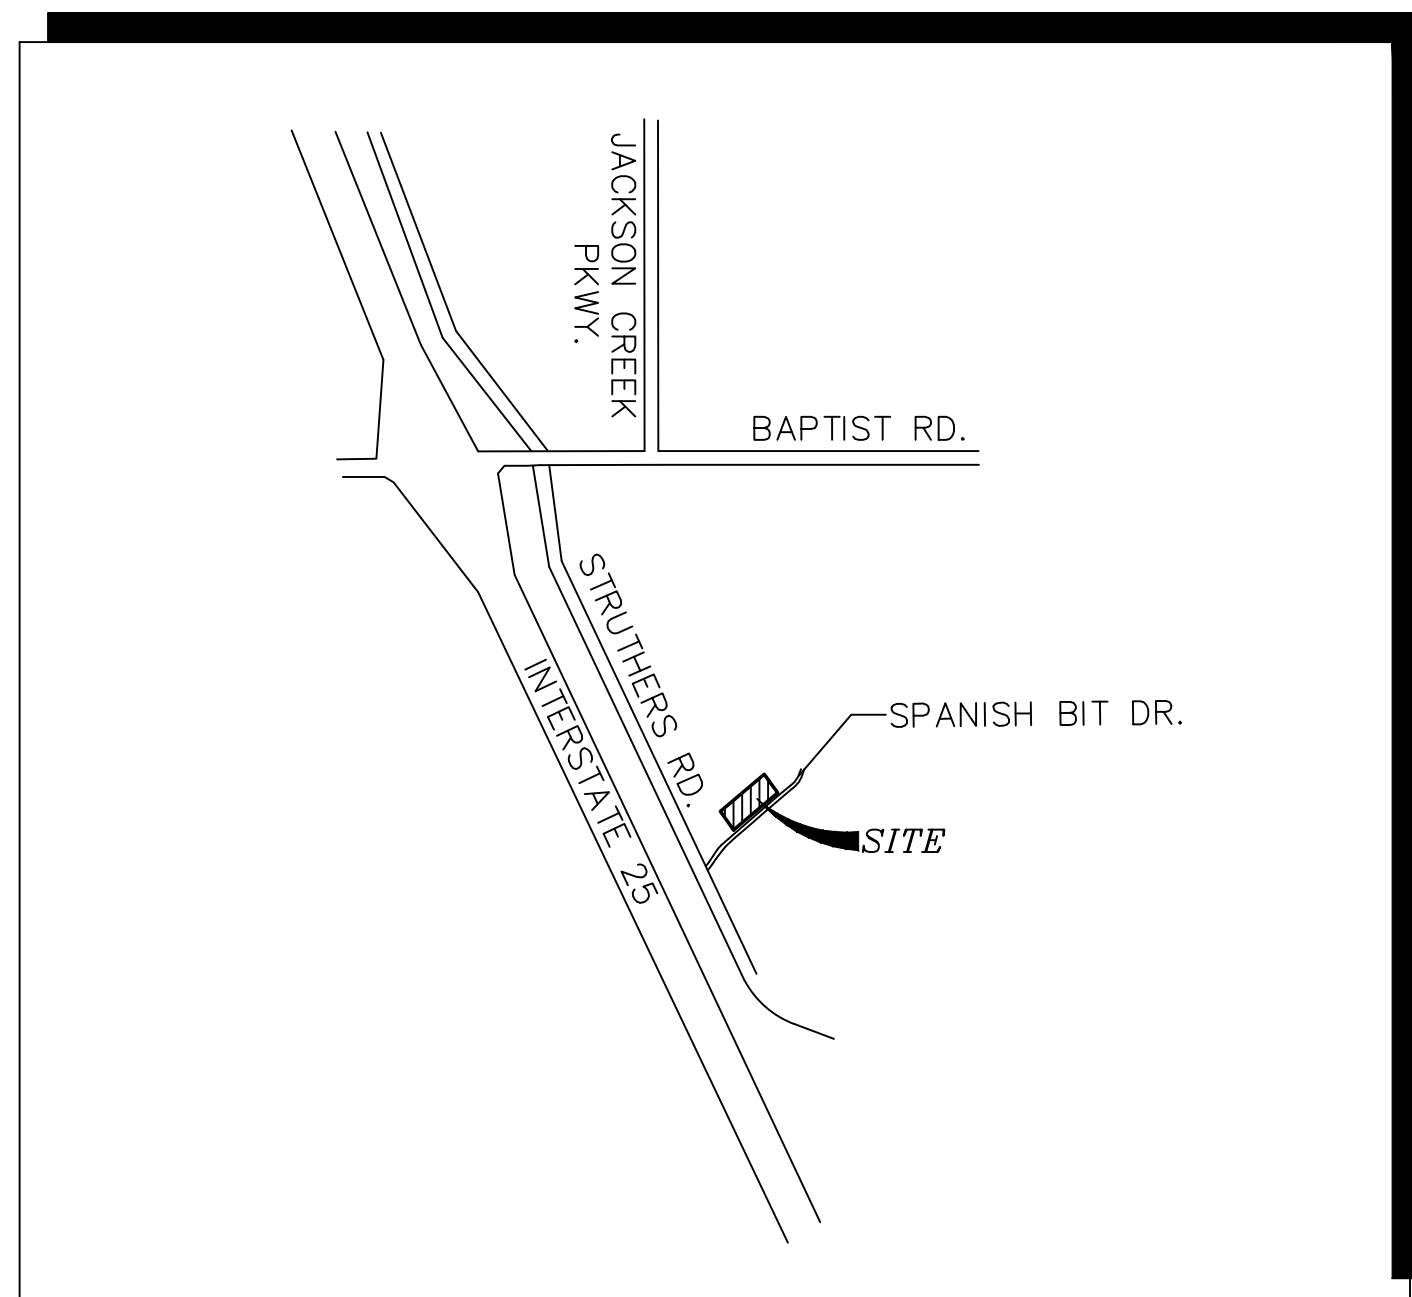 JACKSON CREEK
PKWY.
BAPTIST RD.
STRUTHERS RD.
INTERSTATE 25
SPANISH BIT DR.
SITE